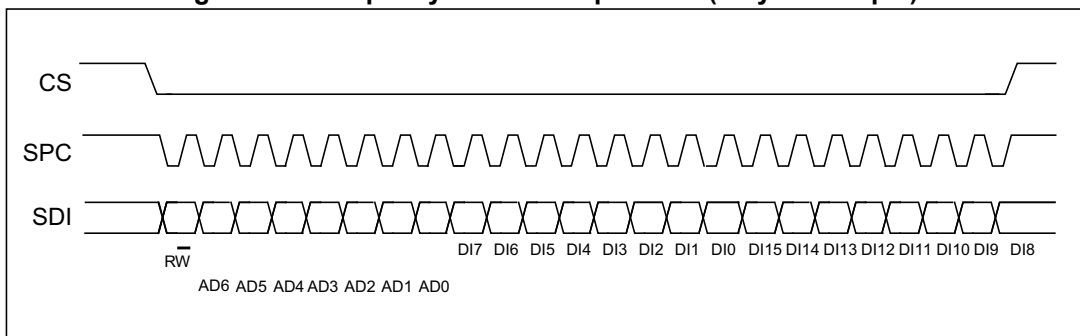 CS
SPC
SDI
RW
DI7 DI6 DI5 DI4 DI3 DI2 DI1 DI0 DI15 DI14 DI13 DI12 DI11 DI10 DI9 DI8
AD6 AD5 AD4 AD3 AD2 AD1 AD0